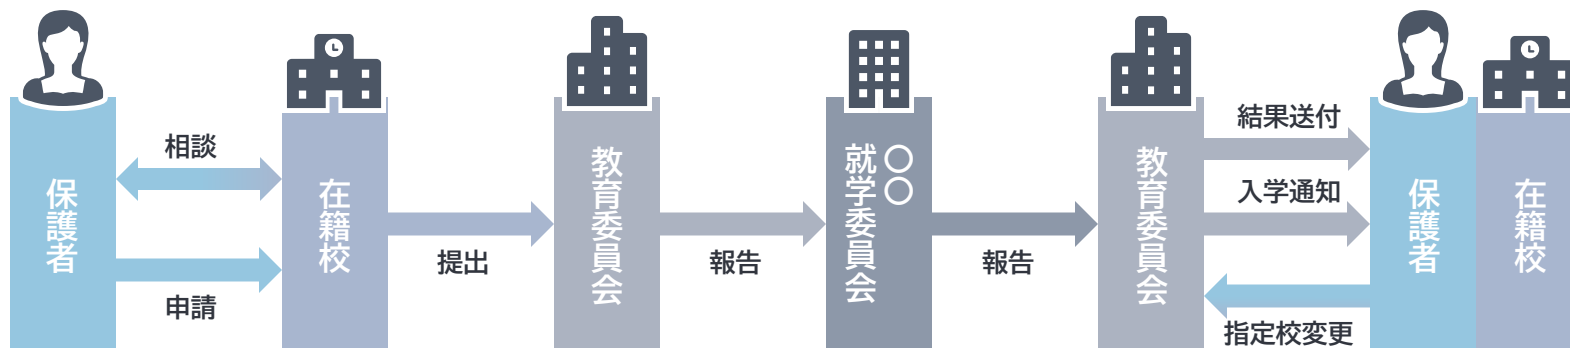 保護者
相談
申請
在籍校
提出
教育委員会
報告
〇〇
就学委員会
報告
教育委員会
結果送付
入学通知
指定校変更
保護者
在籍校